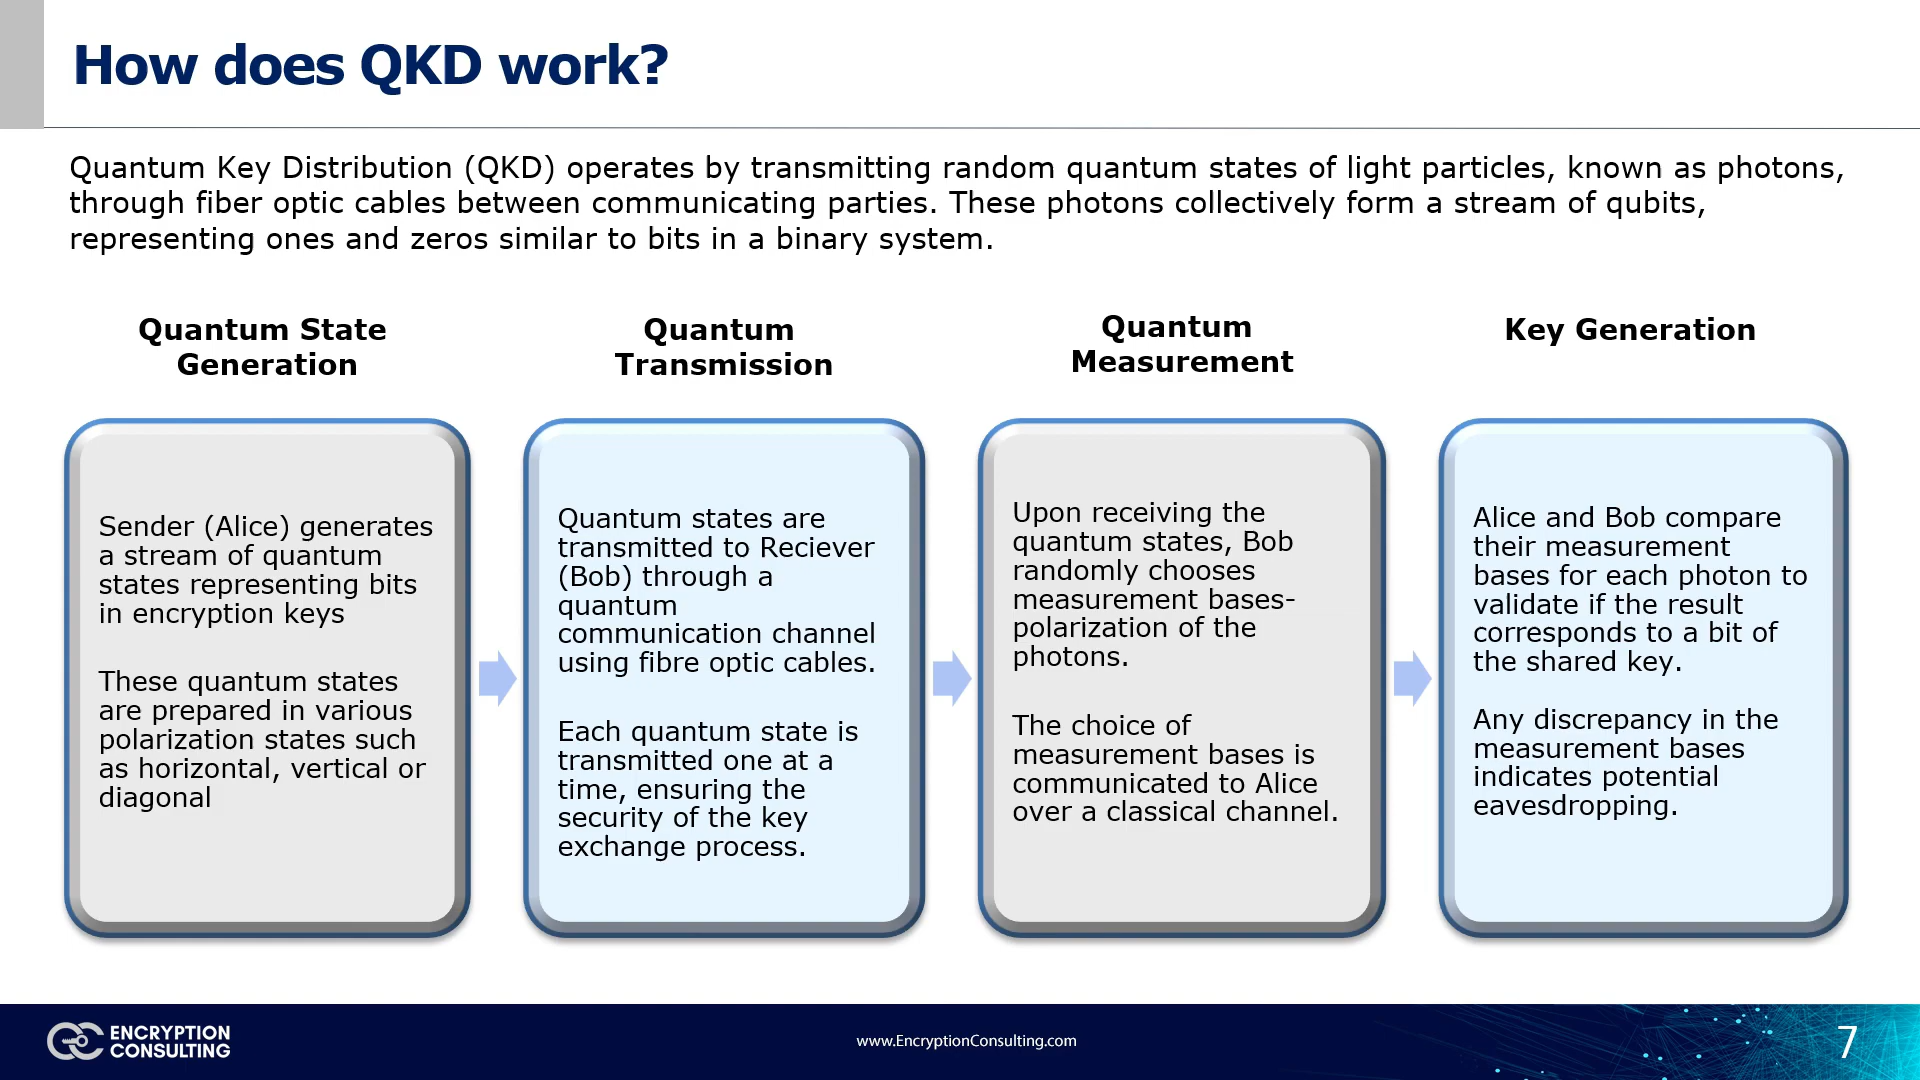 How does QKD work?
Quantum Key Distribution (QKD) operates by transmitting random quantum states of light particles, known as photons,
through fiber optic cables between communicating parties. These photons collectively form a stream of qubits,
representing ones and zeros similar to bits in a binary system.
Quantum State
Generation
Sender (Alice) generates
a stream of quantum
states representing bits
in encryption keys
These quantum states
are prepared in various
polarization states such
as horizontal, vertical or
diagonal
Quantum
Transmission
Quantum states are
transmitted to Reciever
(Bob) through a
quantum
communication channel
using fibre optic cables.
Each quantum state is
transmitted one at a
time, ensuring the
security of the key
exchange process.
Quantum
Measurement
Upon receiving the
quantum states, Bob
randomly chooses
measurement bases-
polarization of the
photons.
The choice of
measurement bases is
communicated to Alice
over a classical channel.
Key Generation
Alice and Bob compare
their measurement
bases for each photon to
validate if the result
corresponds to a bit of
the shared key.
Any discrepancy in the
measurement bases
indicates potential
eavesdropping.
ENCRYPTION
CONSULTING
www.EncryptionConsulting.com
7